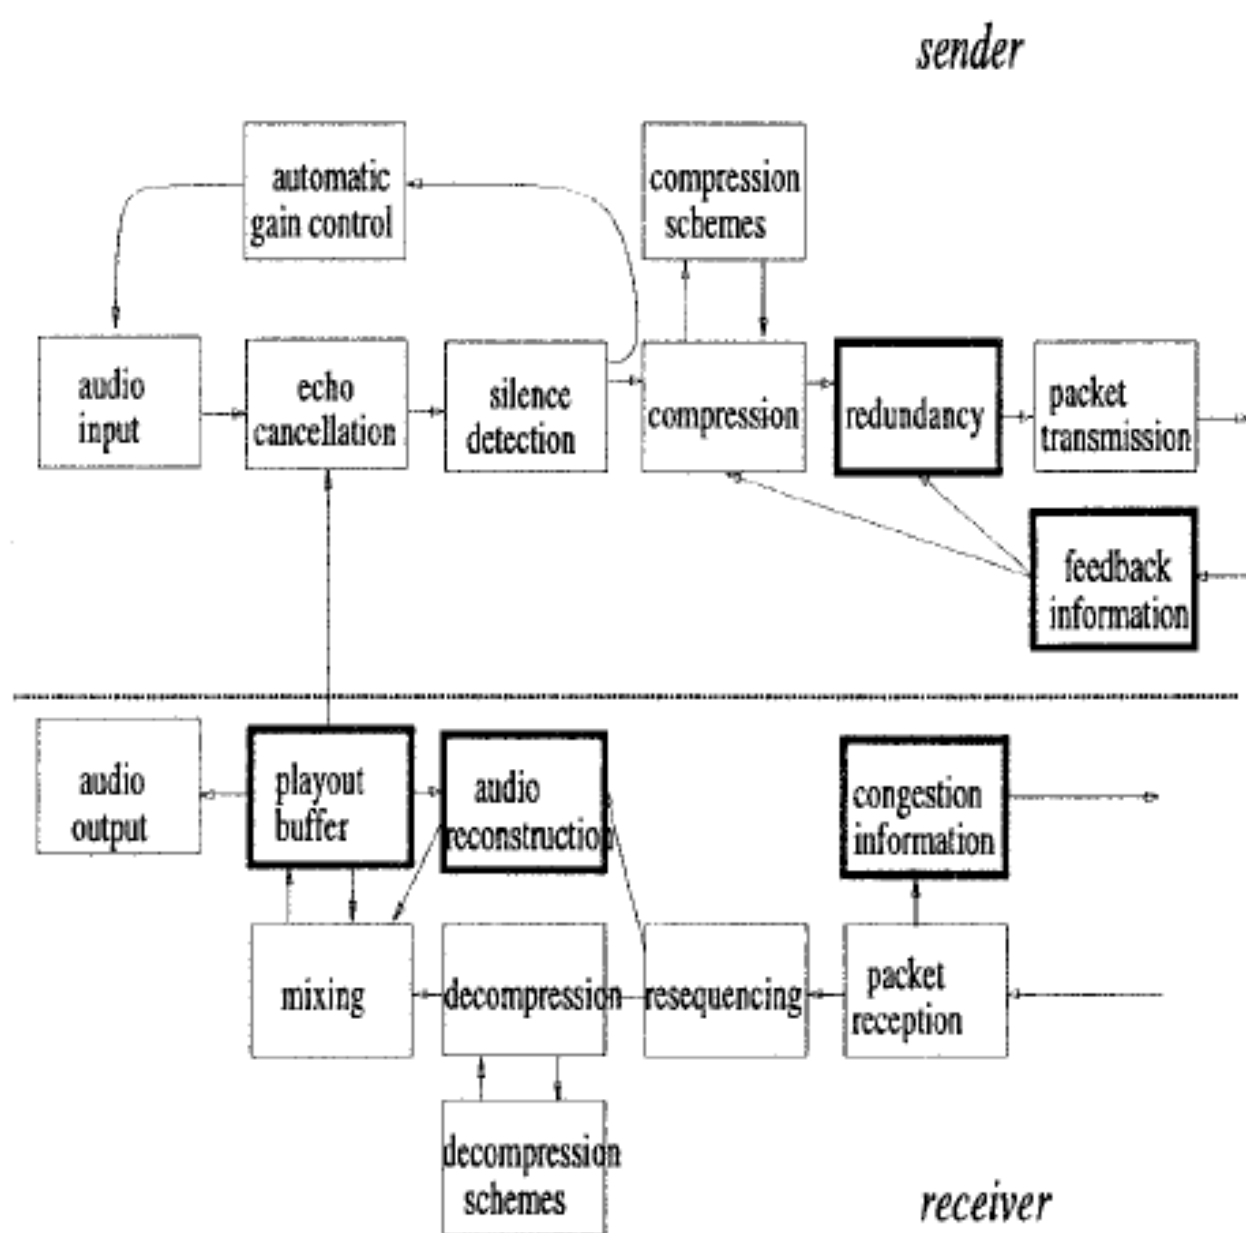 sender
automatic
gain control
compression
schemes
audio
input
echo
cancellation
silence
detection
compression
redundancy
packet
transmission
feedback
information
audio
output
playout
buffer
audio
reconstruction
congestion
information
mixing
decompression
resequencing
packet
reception
decompression
schemes
receiver